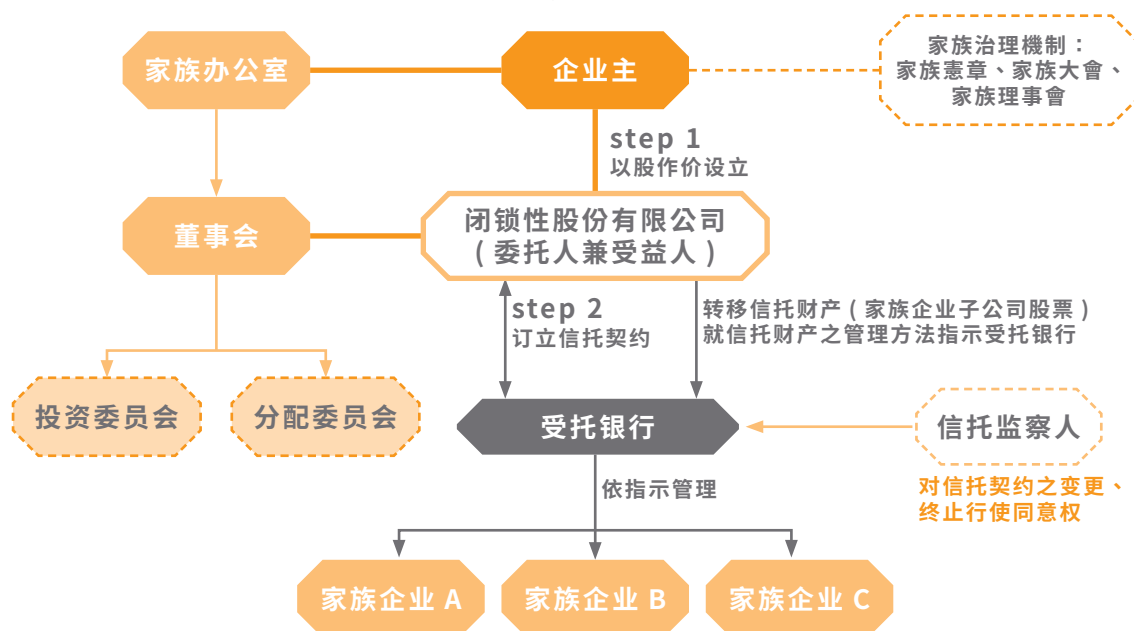 家族办公室
企业主
家族治理機制：
家族憲章、家族大會、
家族理事會
step 1
以股作价设立
董事会
闭锁性股份有限公司
( 委托人兼受益人 )
step 2
订立信托契约
转移信托财产 ( 家族企业子公司股票 )
就信托财产之管理方法指示受托银行
投资委员会
分配委员会
受托银行
信托监察人
对信托契约之变更、
终止行使同意权
依指示管理
家族企业 A
家族企业 B
家族企业 C